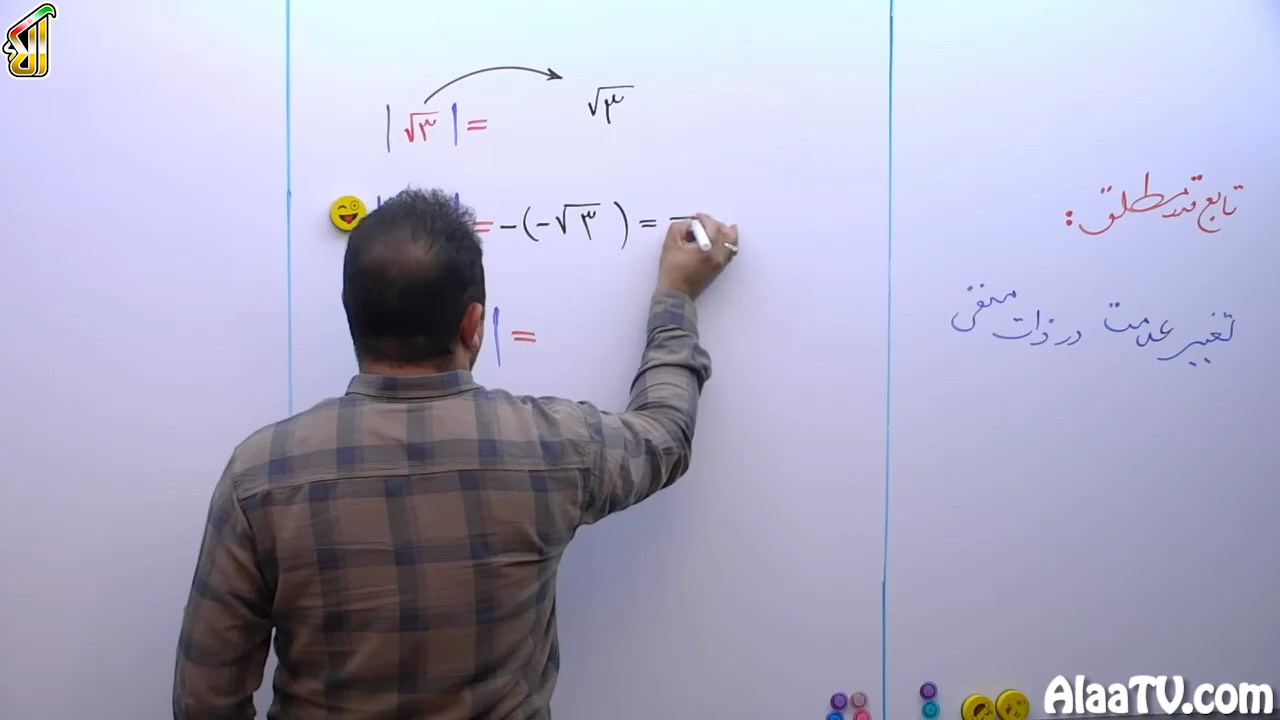 | √۳ | = √۳
تابع قدر مطلق :
= -(-√۳) =
تغییر علامت در ذات منفی
| =
AlaaTV.com